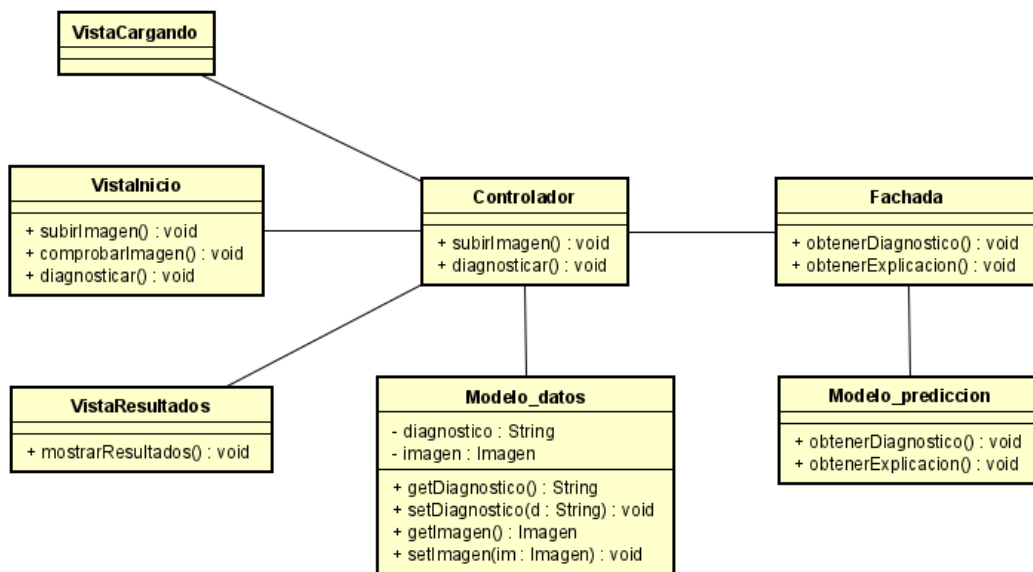 VistaCargando
VistaInicio
+ subirImagen() : void
+ comprobarImagen() : void
+ diagnosticar() : void
Controlador
+ subirImagen() : void
+ diagnosticar() : void
Fachada
+ obtenerDiagnostico() : void
+ obtenerExplicacion() : void
VistaResultados
+ mostrarResultados() : void
Modelo_datos
- diagnostico : String
- imagen : Imagen
+ getDiagnostico() : String
+ setDiagnostico(d : String) : void
+ getImagen() : Imagen
+ setImagen(im : Imagen) : void
Modelo_prediccion
+ obtenerDiagnostico() : void
+ obtenerExplicacion() : void